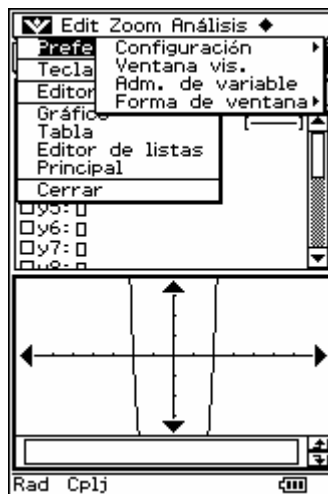 Edit Zoom Análisis ◆
Prefe
Configuración
Ventana vis.
Adm. de variable
Forma de ventana
Tecla
Editor
Gráfico
Tabla
Editor de listas
Principal
Cerrar
y5:
y6:
y7:
y8:
Rad Cplj